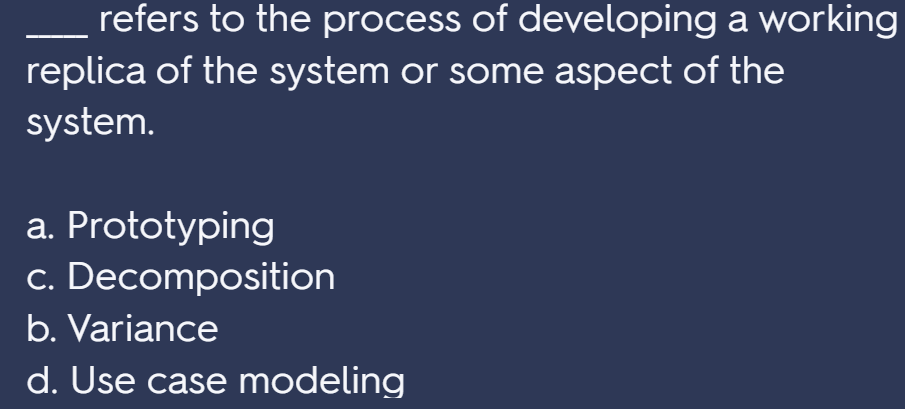 _____ refers to the process of developing a working
replica of the system or some aspect of the
system.
a. Prototyping
c. Decomposition
b. Variance
d. Use case modeling